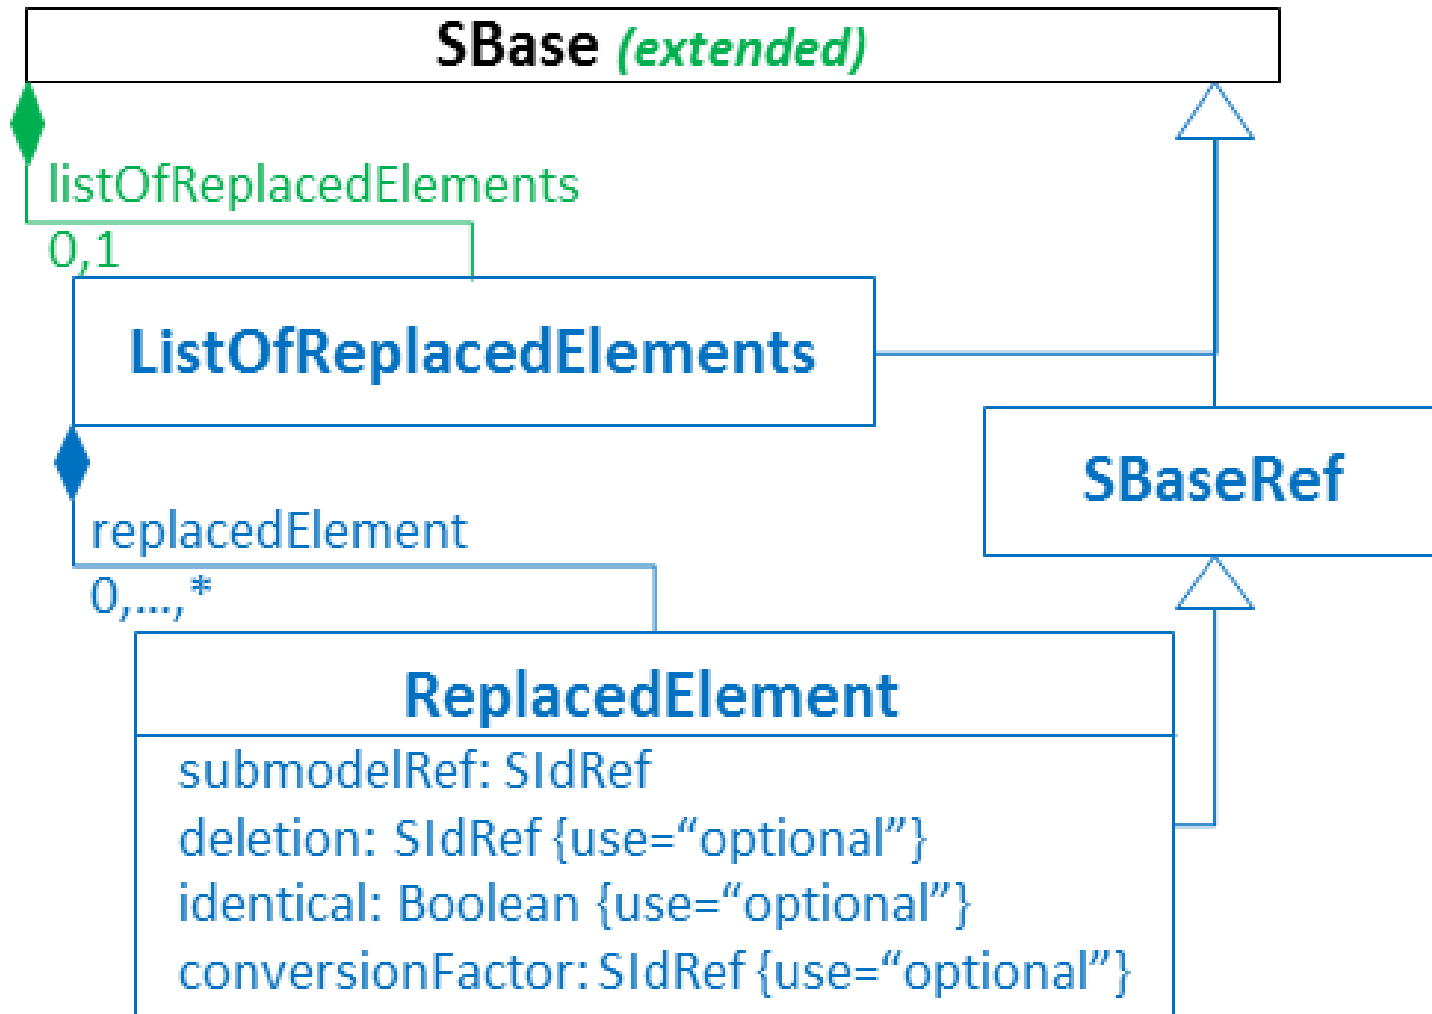 SBase (extended)
listOfReplacedElements
0,1
ListOfReplacedElements
SBaseRef
replacedElement
0,...,*
ReplacedElement
submodelRef: SIdRef
deletion: SIdRef {use=“optional”}
identical: Boolean {use=“optional”}
conversionFactor: SIdRef {use=“optional”}